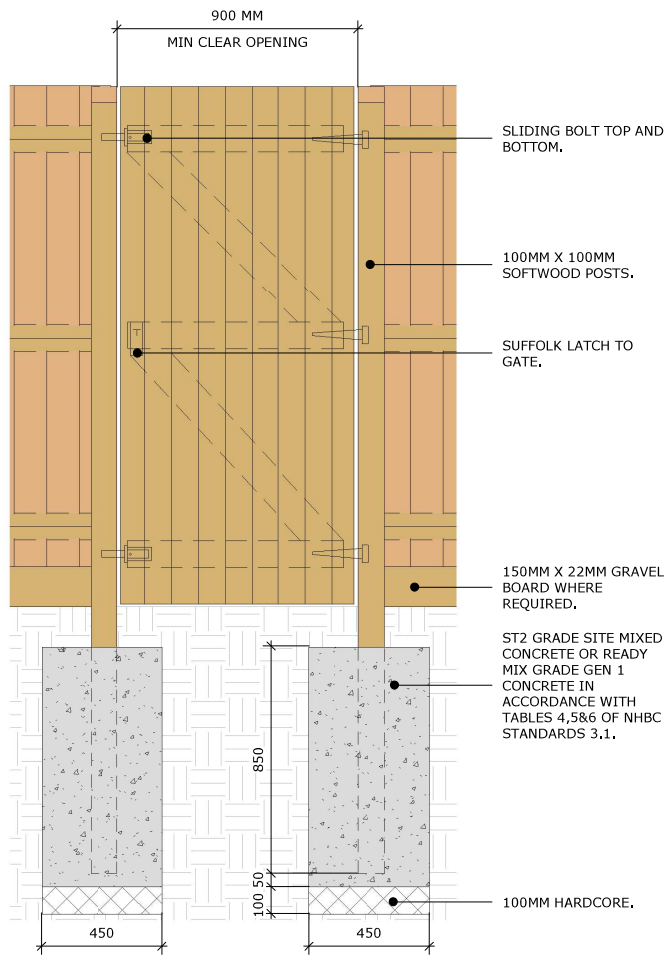 900 MM
MIN CLEAR OPENING
SLIDING BOLT TOP AND
BOTTOM.
100MM X 100MM
SOFTWOOD POSTS.
SUFFOLK LATCH TO
GATE.
150MM X 22MM GRAVEL
BOARD WHERE
REQUIRED.
ST2 GRADE SITE MIXED
CONCRETE OR READY
MIX GRADE GEN 1
CONCRETE IN
ACCORDANCE WITH
TABLES 4,5&6 OF NHBC
STANDARDS 3.1.
850
50
100
100MM HARDCORE.
450
450